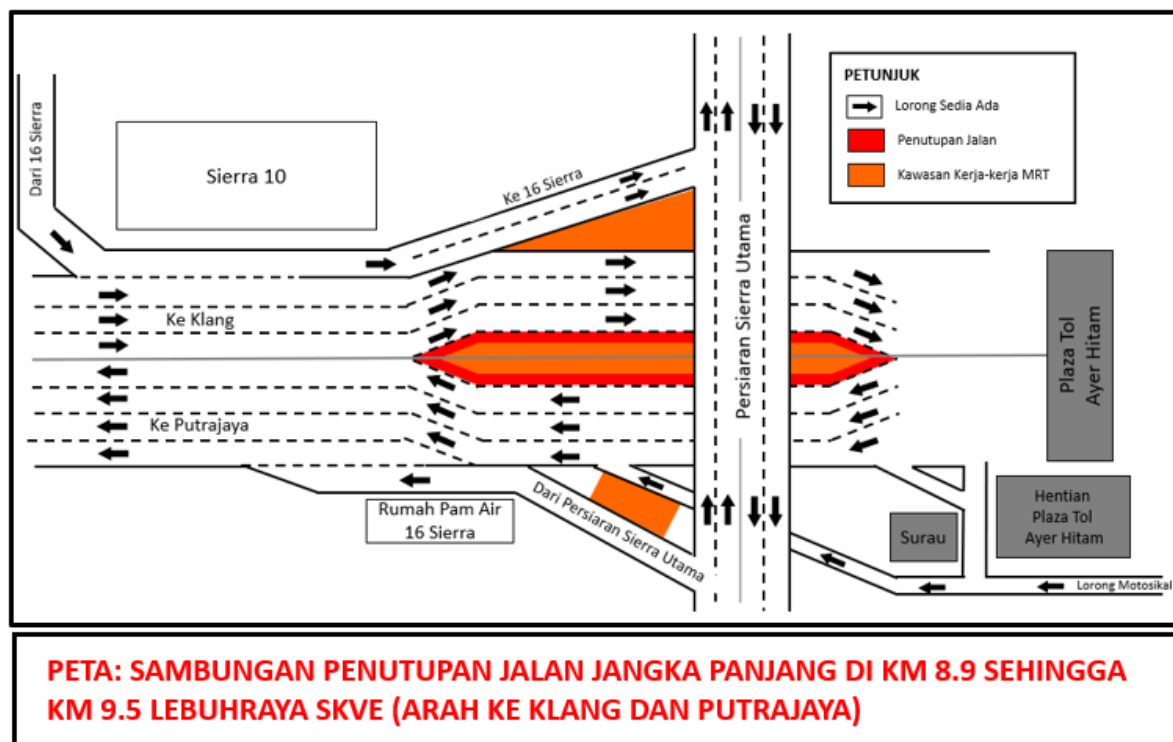 PETUNJUK
Lorong Sedia Ada
Penutupan Jalan
Kawasan Kerja-kerja MRT
Dari 16 Sierra
Sierra 10
Ke 16 Sierra
Persiaran Sierra Utama
Ke Klang
Ke Putrajaya
Plaza Tol
Ayer Hitam
Rumah Pam Air
16 Sierra
Dari Persiaran Sierra Utama
Surau
Hentian
Plaza Tol
Ayer Hitam
Lorong Motosikal
PETA: SAMBUNGAN PENUTUPAN JALAN JANGKA PANJANG DI KM 8.9 SEHINGGA
KM 9.5 LEBUHRAYA SKVE (ARAH KE KLANG DAN PUTRAJAYA)